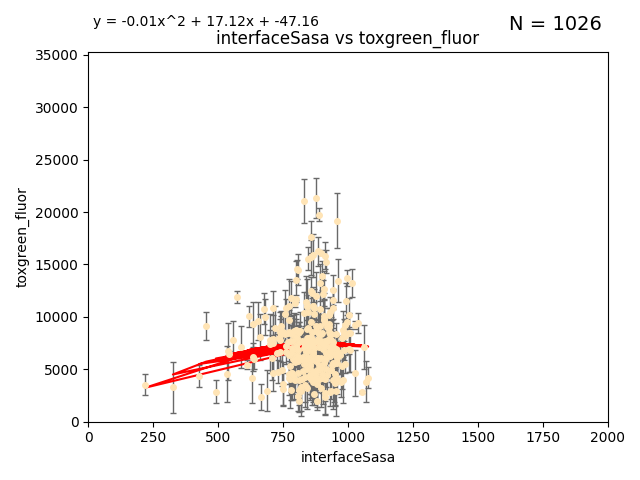 y = -0.01x^2 + 17.12x + -47.16
N = 1026
interfaceSasa vs toxgreen_fluor
toxgreen_fluor
35000
30000
25000
20000
15000
10000
5000
0
0 250 500 750 1000 1250 1500 1750 2000
interfaceSasa